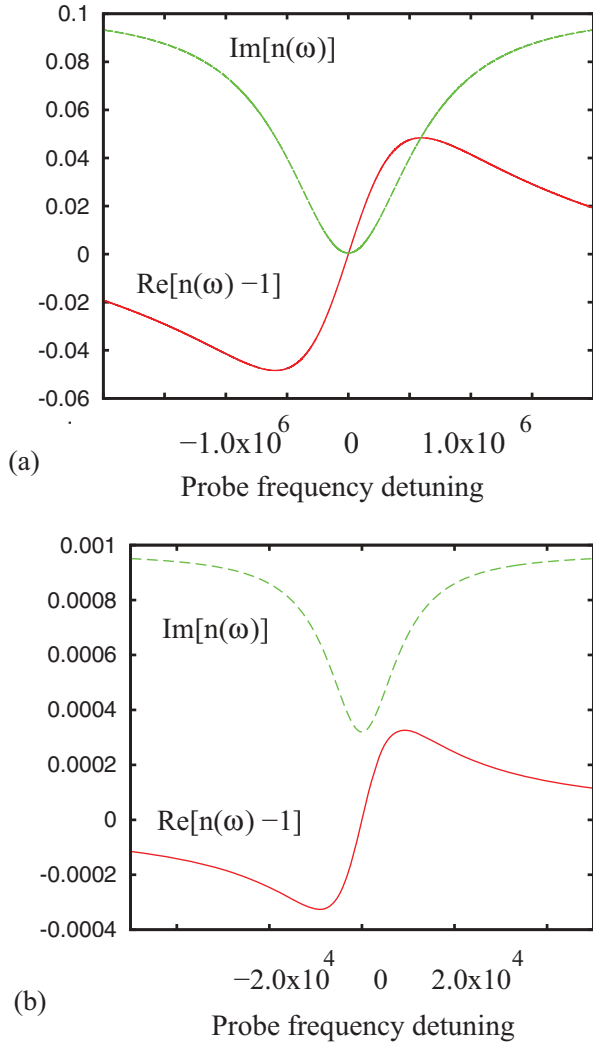 0.1
Im[n(ω)]
0.08
0.06
0.04
0.02
0
Re[n(ω) −1]
-0.02
-0.04
-0.06
−1.0x10⁶ 0 1.0x10⁶
(a)
Probe frequency detuning
0.001
0.0008
Im[n(ω)]
0.0006
0.0004
0.0002
0
Re[n(ω) −1]
-0.0002
-0.0004
−2.0x10⁴ 0 2.0x10⁴
(b)
Probe frequency detuning